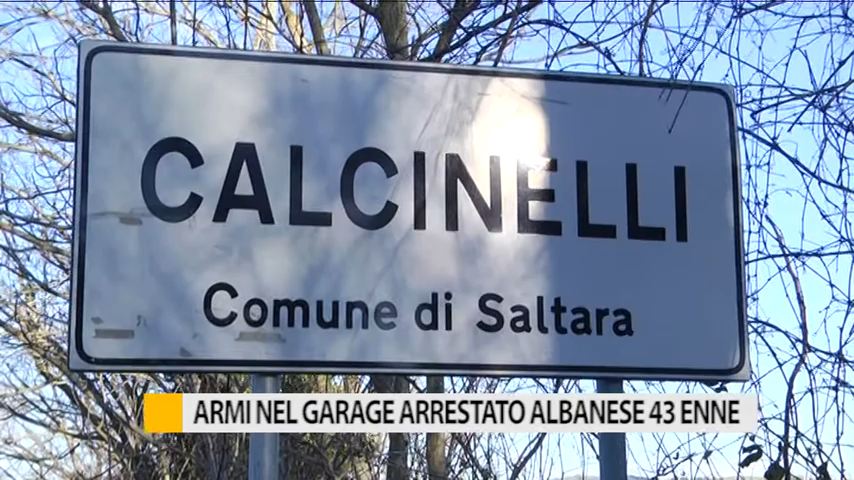 CALCINELLI
Comune di Saltara
ARMI NEL GARAGE ARRESTATO ALBANESE 43 ENNE